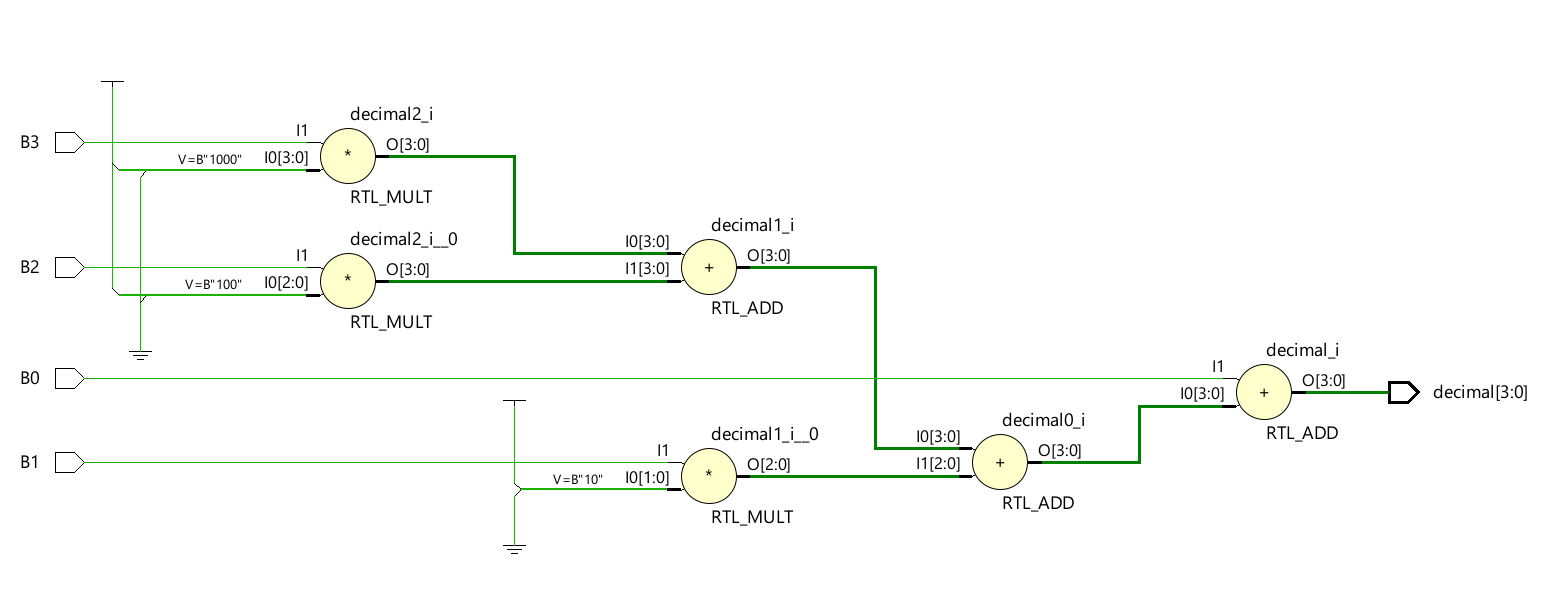 decimal2_i
B3
I1
O[3:0]
V=B"1000"
I0[3:0]
*
RTL_MULT
decimal2_i__0
B2
I1
O[3:0]
V=B"100"
I0[2:0]
*
RTL_MULT
decimal1_i
I0[3:0]
O[3:0]
I1[3:0]
+
RTL_ADD
B0
decimal_i
I1
O[3:0]
I0[3:0]
+
decimal[3:0]
RTL_ADD
B1
decimal1_i__0
I1
O[2:0]
V=B"10"
I0[1:0]
*
RTL_MULT
decimal0_i
I0[3:0]
O[3:0]
I1[2:0]
+
RTL_ADD